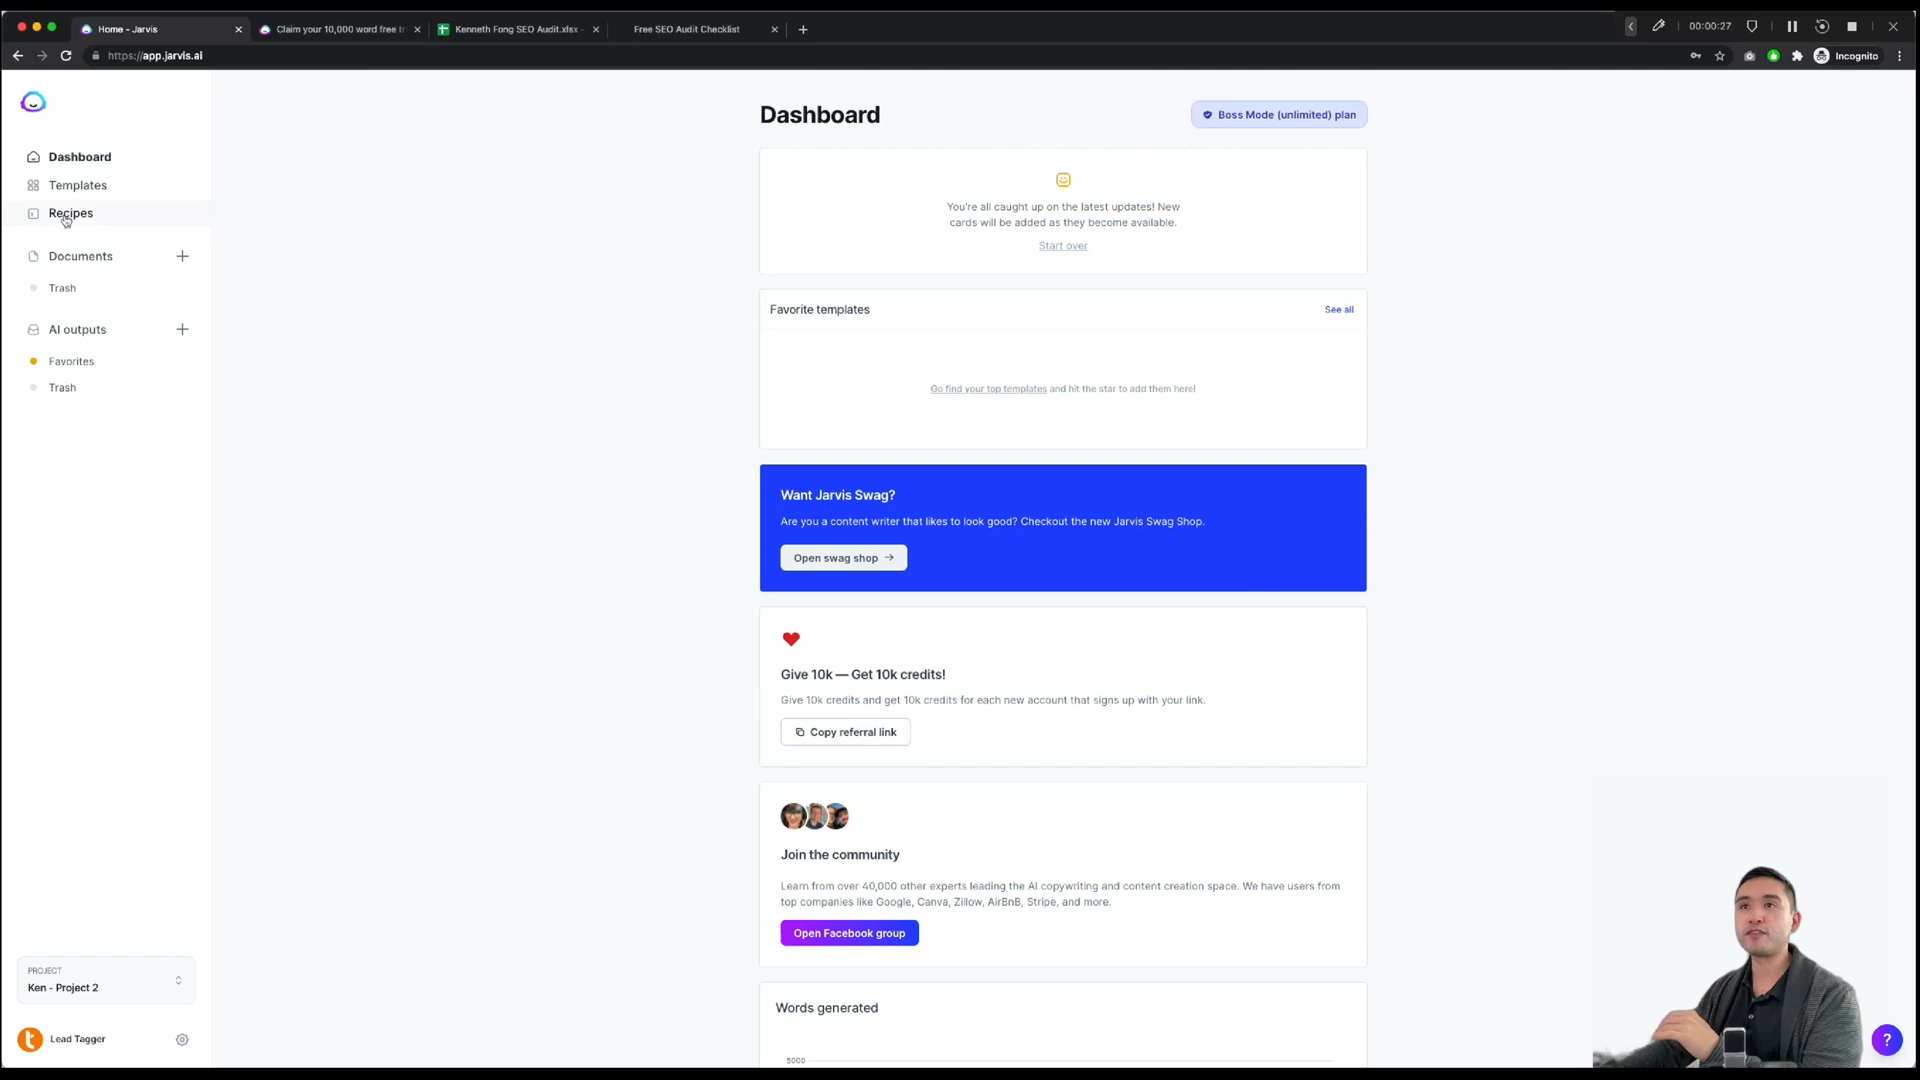 Home - Jarvis
Claim your 10,000 word free tr
Kenneth Fong SEO Audit.xlsx -
Free SEO Audit Checklist
00:00:27
https://app.jarvis.ai
Incognito
Dashboard
Templates
Recipes
Documents
Trash
AI outputs
Favorites
Trash
PROJECT
Ken - Project 2
Lead Tagger
Dashboard
Boss Mode (unlimited) plan
You're all caught up on the latest updates! New
cards will be added as they become available.
Start over
Favorite templates
See all
Go find your top templates and hit the star to add them here!
Want Jarvis Swag?
Are you a content writer that likes to look good? Checkout the new Jarvis Swag Shop.
Open swag shop →
Give 10k — Get 10k credits!
Give 10k credits and get 10k credits for each new account that signs up with your link.
Copy referral link
Join the community
Learn from over 40,000 other experts leading the AI copywriting and content creation space. We have users from
top companies like Google, Canva, Zillow, AirBnB, Stripe, and more.
Open Facebook group
Words generated
5000
?